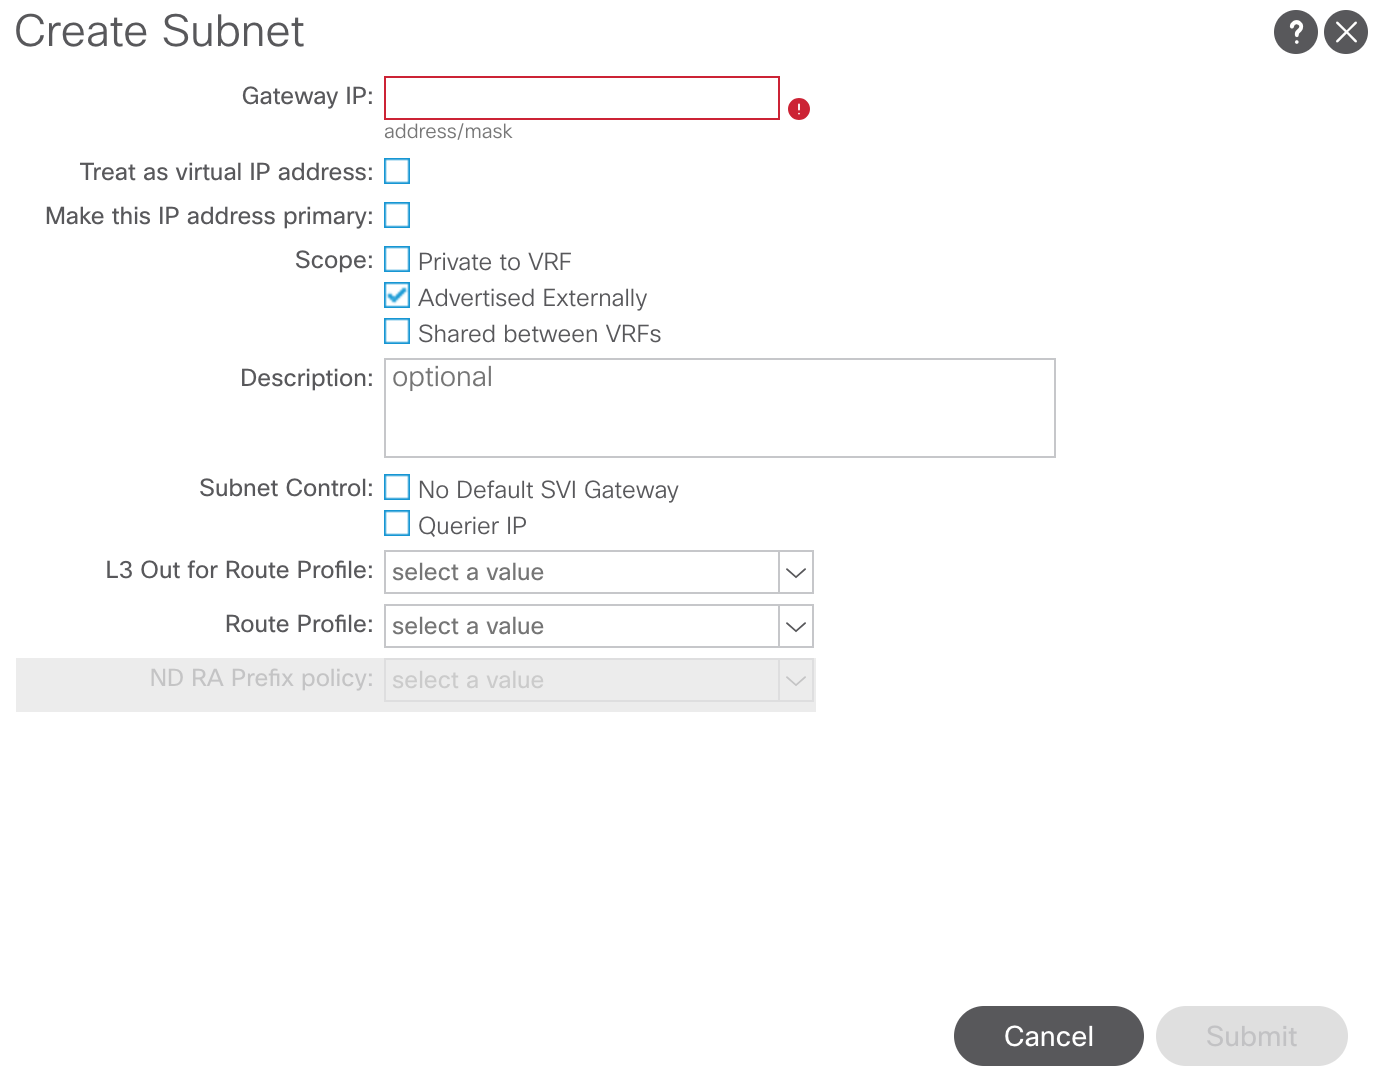 Create Subnet
?
Gateway IP:
!
address/mask
Treat as virtual IP address:
Make this IP address primary:
Scope: Private to VRF
Advertised Externally
Shared between VRFs
Description: optional
Subnet Control: No Default SVI Gateway
Querier IP
L3 Out for Route Profile: select a value
Route Profile: select a value
ND RA Prefix policy: select a value
Cancel Submit